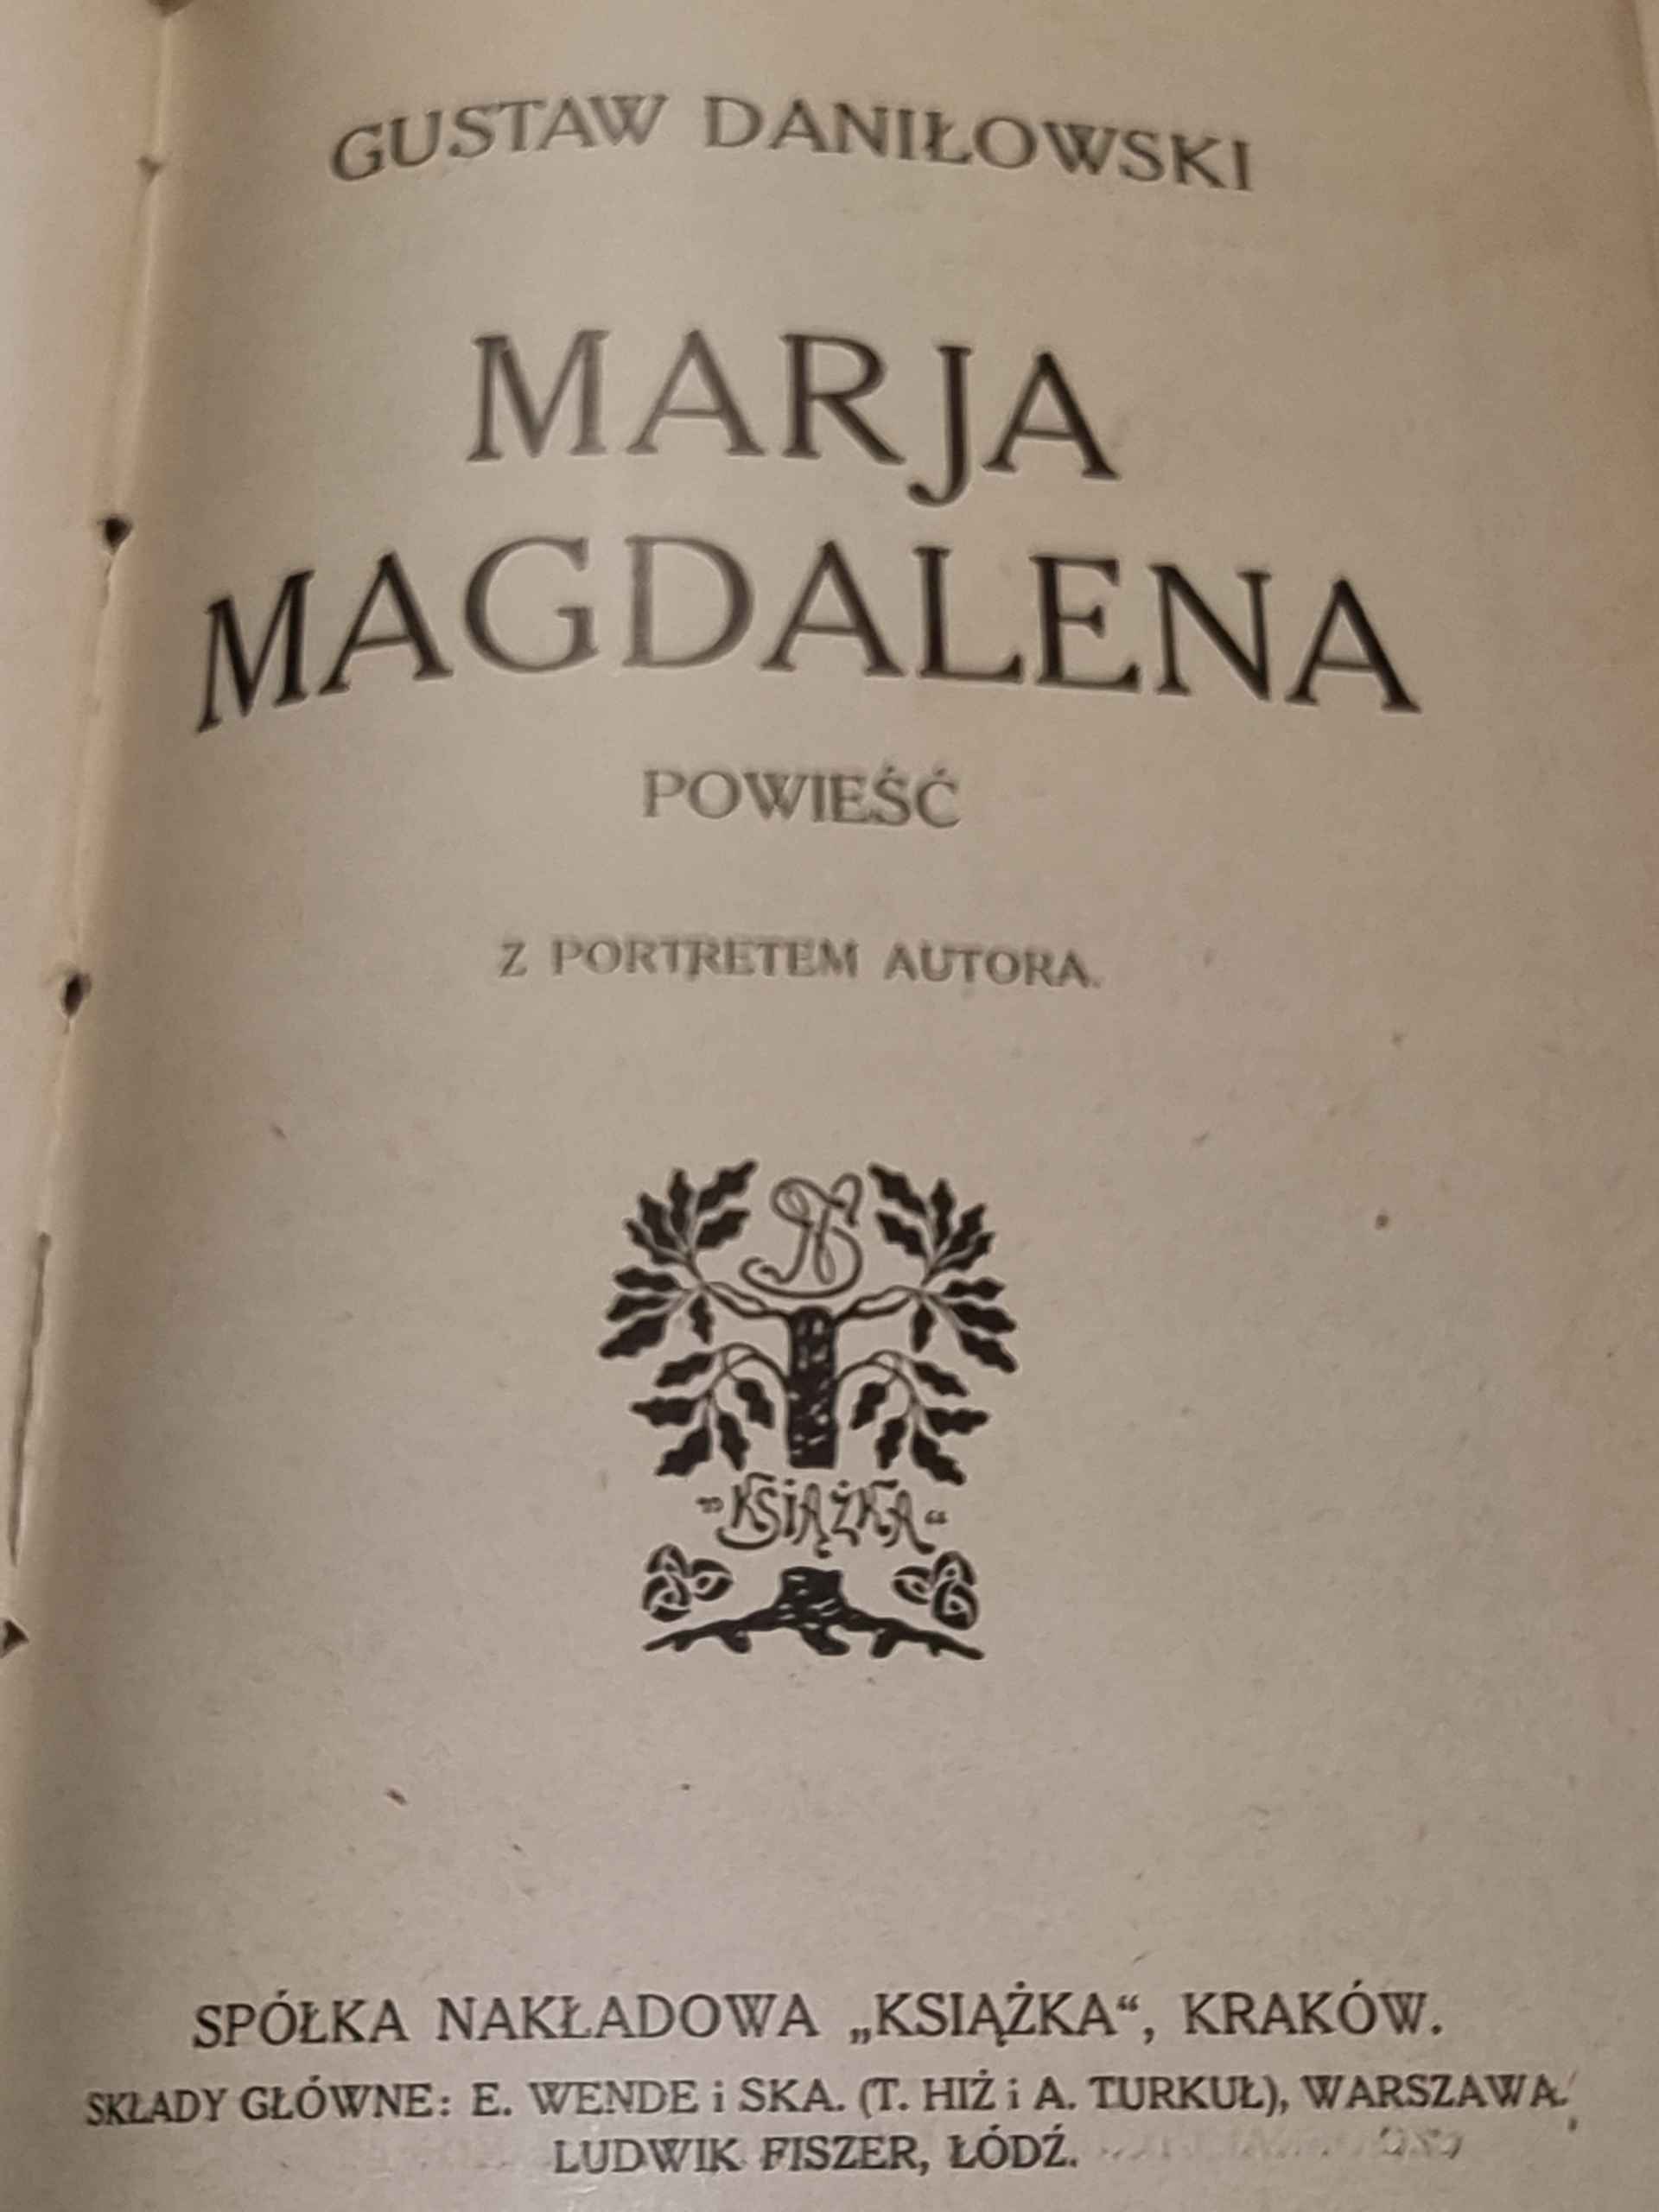 GUSTAW DANIŁOWSKI
MARJA
MAGDALENA
POWIEŚĆ
Z PORTRETEM AUTORA.
„KSIĄŻKA“
SPÓŁKA NAKŁADOWA „KSIĄŻKA“, KRAKÓW.
SKŁADY GŁÓWNE: E. WENDE i SKA. (T. HIŻ i A. TURKUŁ), WARSZAWA.
LUDWIK FISZER, ŁÓDŹ.